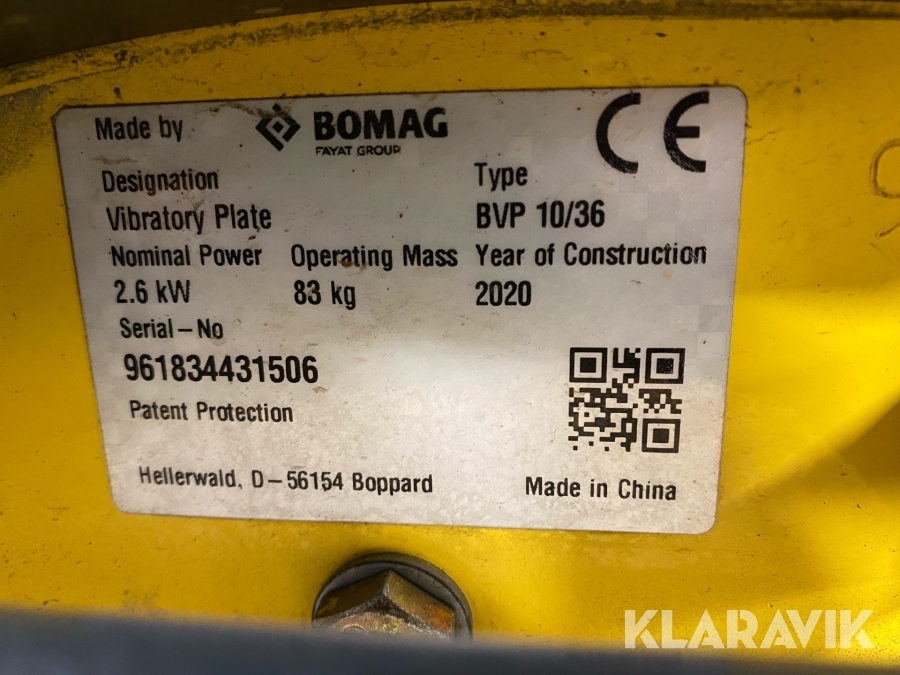 Made by BOMAG CE
FAYAT GROUP
Designation Type
Vibratory Plate BVP 10/36
Nominal Power Operating Mass Year of Construction
2.6 kW 83 kg 2020
Serial-No
961834431506
Patent Protection
Hellerwald, D-56154 Boppard Made in China
KLARAVIK